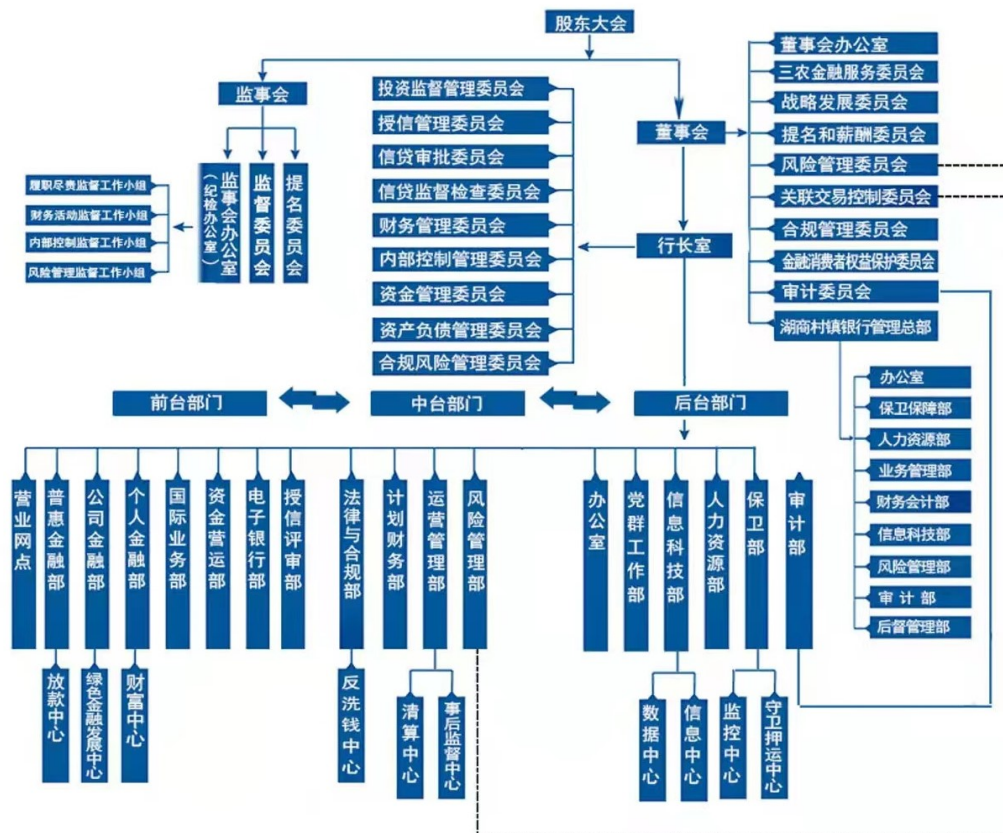 股东大会
监事会
董事会
监事会办公室
（纪检办公室）
监督委员会
提名委员会
履职尽责监督工作小组
财务活动监督工作小组
内部控制监督工作小组
风险管理监督工作小组
投资监督管理委员会
授信管理委员会
信贷审批委员会
信贷监督检查委员会
财务管理委员会
内部控制管理委员会
资金管理委员会
资产负债管理委员会
合规风险管理委员会
行长室
董事会办公室
三农金融服务委员会
战略发展委员会
提名和薪酬委员会
风险管理委员会
关联交易控制委员会
合规管理委员会
金融消费者权益保护委员会
审计委员会
湖商村镇银行管理总部
办公室
保卫保障部
人力资源部
业务管理部
财务会计部
信息科技部
风险管理部
审 计 部
后督管理部
前台部门
中台部门
后台部门
营业网点
普惠金融部
公司金融部
个人金融部
国际业务部
资金营运部
电子银行部
授信评审部
法律与合规部
计划财务部
运营管理部
风险管理部
办公室
党群工作部
信息科技部
人力资源部
保卫部
审计部
放款中心
绿色金融发展中心
财富中心
反洗钱中心
清算中心
事后监督中心
数据中心
信息中心
监控中心
守卫押运中心